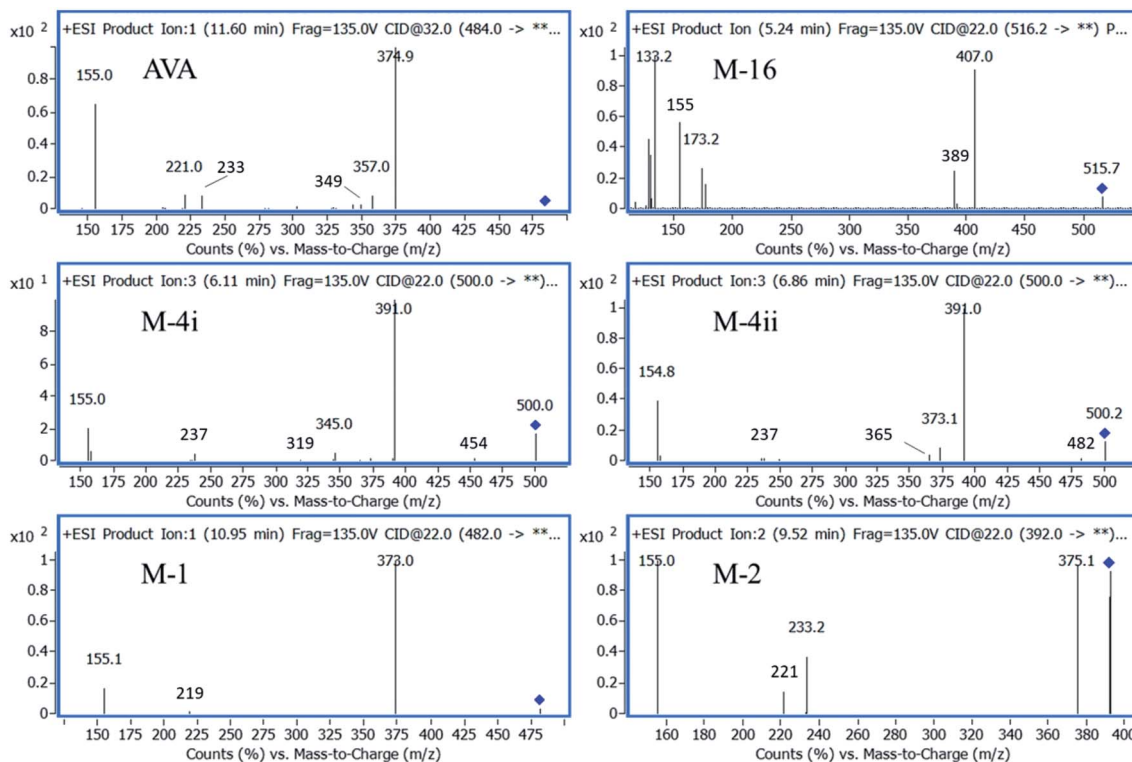 +ESI Product Ion:1 (11.60 min) Frag=135.0V CID@32.0 (484.0 -> **...
x10 2
AVA
374.9
155.0
221.0
233
349
357.0
0.8
0.6
0.4
0.2
0
150 175 200 225 250 275 300 325 350 375 400 425 450 475
Counts (%) vs. Mass-to-Charge (m/z)
+ESI Product Ion (5.24 min) Frag=135.0V CID@22.0 (516.2 -> **) P...
x10 2
133.2
M-16
407.0
155
173.2
389
515.7
1
0.8
0.6
0.4
0.2
0
150 200 250 300 350 400 450 500
Counts (%) vs. Mass-to-Charge (m/z)
+ESI Product Ion:3 (6.11 min) Frag=135.0V CID@22.0 (500.0 -> **)...
x10 1
M-4i
391.0
155.0
237
319
345.0
454
500.0
8
6
4
2
0
150 175 200 225 250 275 300 325 350 375 400 425 450 475 500
Counts (%) vs. Mass-to-Charge (m/z)
+ESI Product Ion:3 (6.86 min) Frag=135.0V CID@22.0 (500.0 -> **)...
x10 2
M-4ii
391.0
154.8
237
365
373.1
482
500.2
1
0.8
0.6
0.4
0.2
0
150 175 200 225 250 275 300 325 350 375 400 425 450 475 500
Counts (%) vs. Mass-to-Charge (m/z)
+ESI Product Ion:1 (10.95 min) Frag=135.0V CID@22.0 (482.0 -> **...
x10 2
M-1
373.0
155.1
219
1
0.8
0.6
0.4
0.2
0
150 175 200 225 250 275 300 325 350 375 400 425 450 475
Counts (%) vs. Mass-to-Charge (m/z)
+ESI Product Ion:2 (9.52 min) Frag=135.0V CID@22.0 (392.0 -> **)...
x10 2
155.0
M-2
375.1
233.2
221
1
0.8
0.6
0.4
0.2
0
160 180 200 220 240 260 280 300 320 340 360 380 400
Counts (%) vs. Mass-to-Charge (m/z)